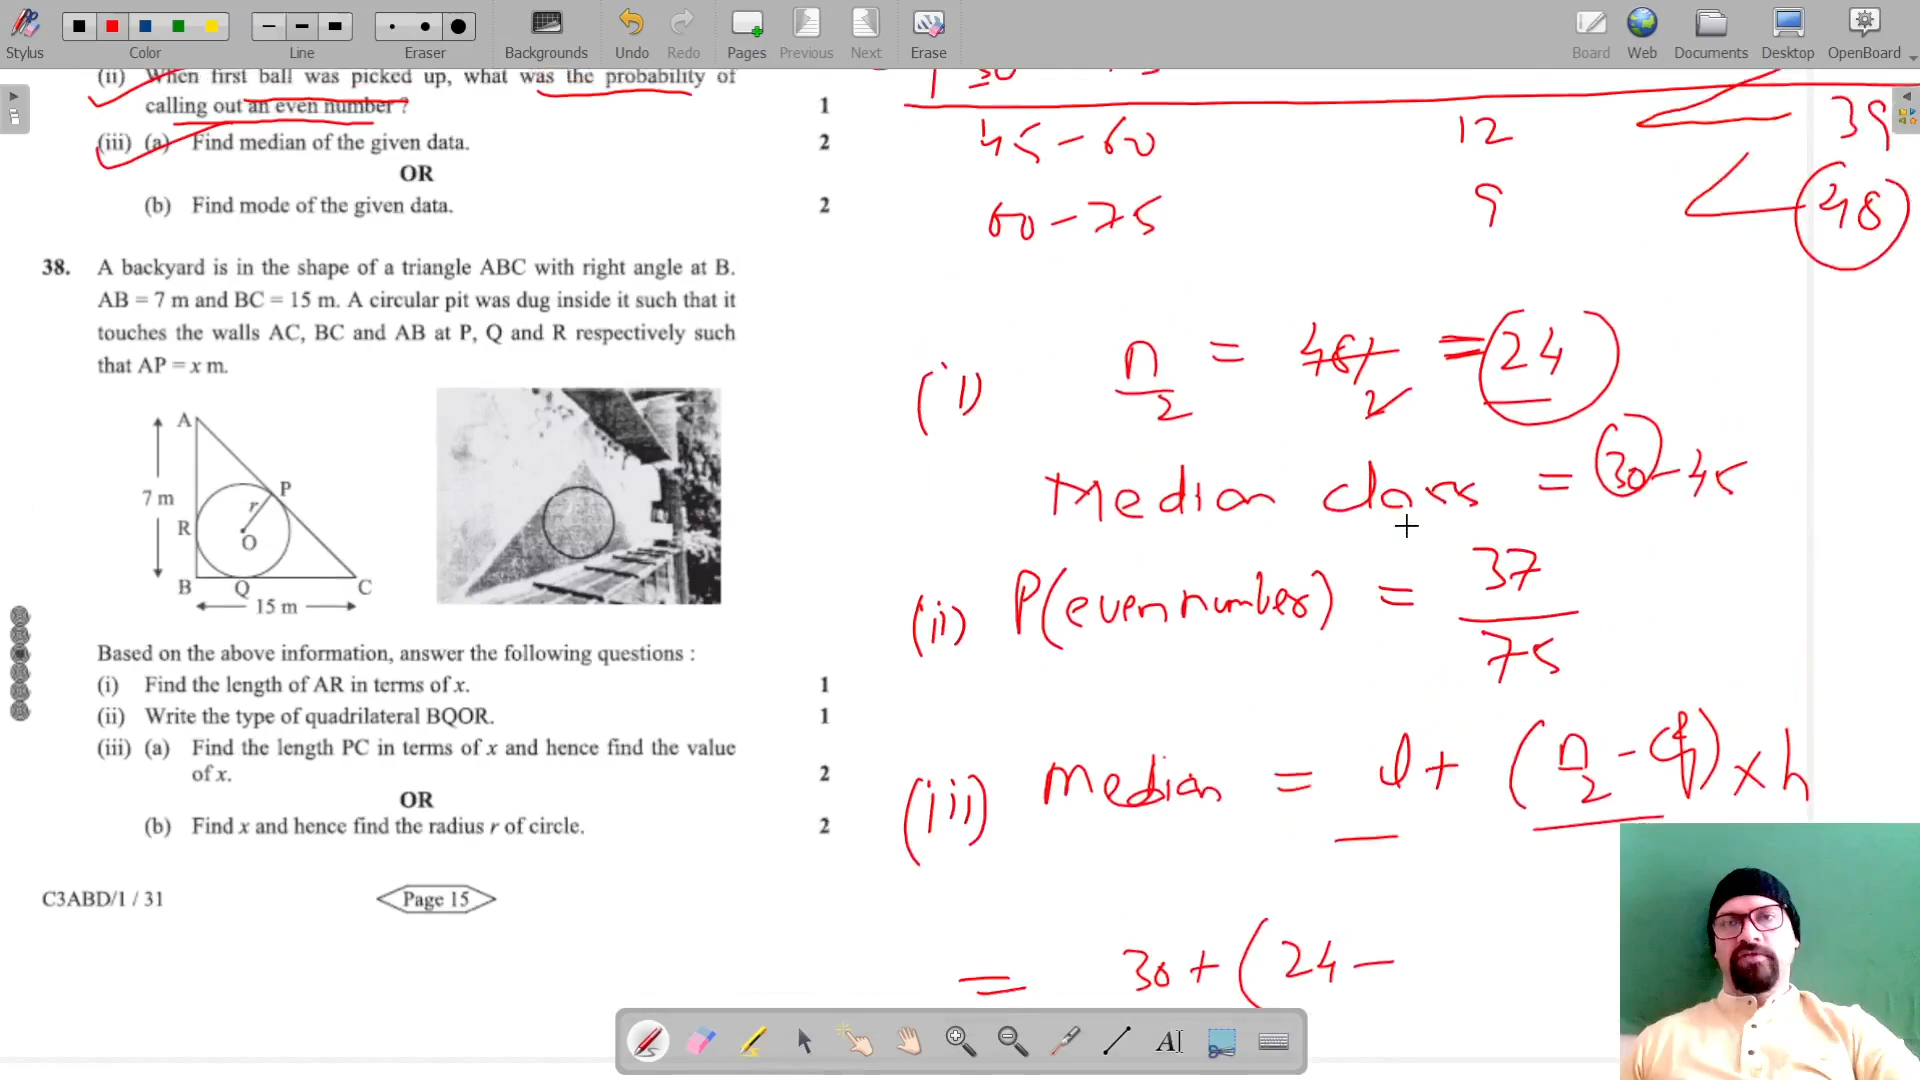 Stylus
Color
Line
Eraser
Backgrounds
Undo
Redo
Pages
Previous
Next
Erase
Board
Web
Documents
Desktop
OpenBoard
(ii) When first ball was picked up, what was the probability of
calling out an even number ? 1
(iii) (a) Find median of the given data. 2
OR
(b) Find mode of the given data. 2
38. A backyard is in the shape of a triangle ABC with right angle at B.
AB = 7 m and BC = 15 m. A circular pit was dug inside it such that it
touches the walls AC, BC and AB at P, Q and R respectively such
that AP = x m.
A
7 m
P
r
R
O
B
Q
C
15 m
Based on the above information, answer the following questions :
(i) Find the length of AR in terms of x. 1
(ii) Write the type of quadrilateral BQOR. 1
(iii) (a) Find the length PC in terms of x and hence find the value
of x. 2
OR
(b) Find x and hence find the radius r of circle. 2
C3ABD/1 / 31
Page 15
39
45 - 60 12
60 - 75 9 48
(i) n/2 = 48/2 = 24
Median class = 30 - 45
(ii) P(even number) = 37/75
(iii) Median = l + (n/2 - cf) × h
= 30 + (24 -